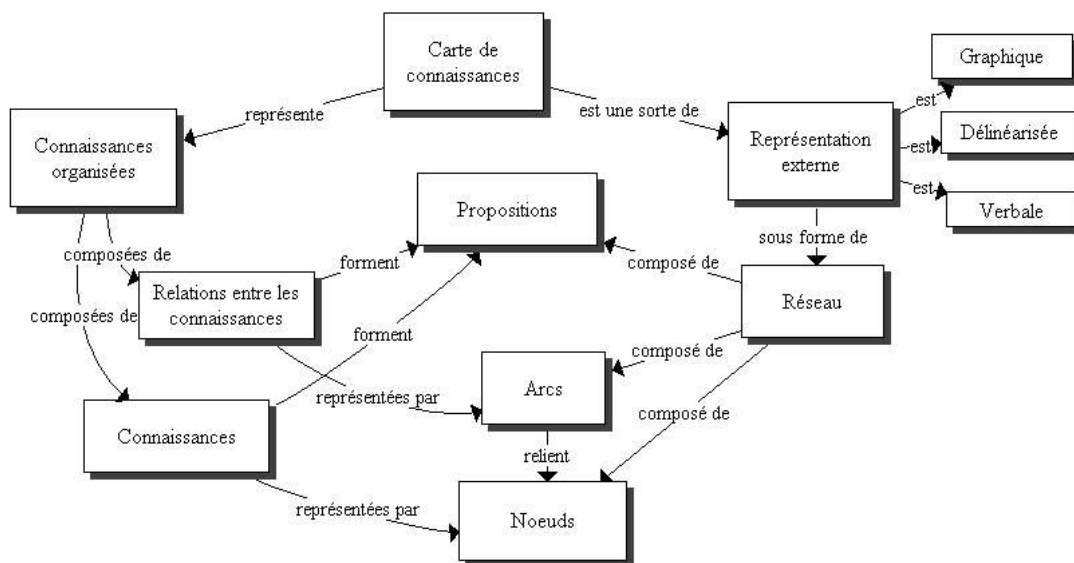 Carte de
connaissances
Graphique
représente
est une sorte de
est
Connaissances
organisées
Représentation
externe
est
Délinéarisée
est
Verbale
Propositions
composées de
forment
composé de
sous forme de
Relations entre les
connaissances
Réseau
composées de
forment
composé de
Arcs
représentées par
composé de
Connaissances
relient
représentées par
Noeuds